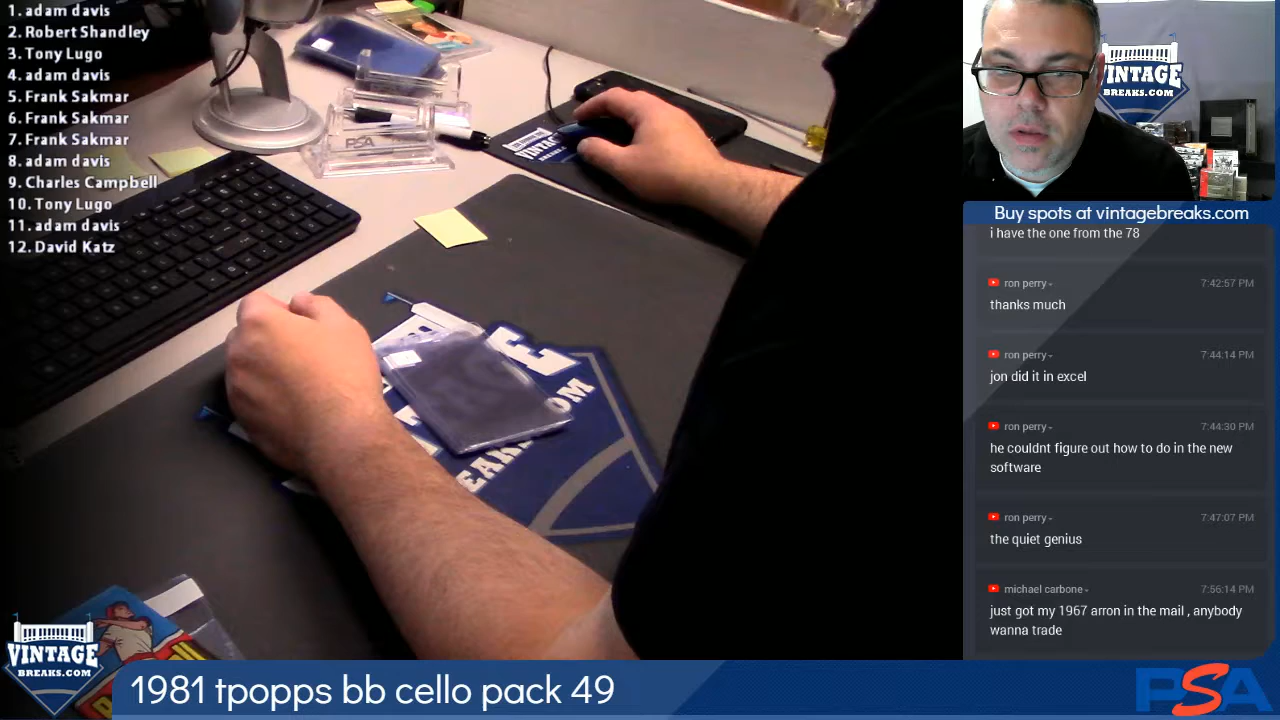 1. adam davis
2. Robert Shandley
3. Tony Lugo
4. adam davis
5. Frank Sakmar
6. Frank Sakmar
7. Frank Sakmar
8. adam davis
9. Charles Campbell
10. Tony Lugo
11. adam davis
12. David Katz
PSA
VINTAGE
BREAKS.COM
Buy spots at vintagebreaks.com
i have the one from the 78
ron perry
7:42:57 PM
thanks much
ron perry
7:44:14 PM
jon did it in excel
ron perry
7:44:30 PM
he couldnt figure out how to do in the new
software
ron perry
7:47:07 PM
the quiet genius
michael carbone
7:56:14 PM
just got my 1967 arron in the mail , anybody
wanna trade
VINTAGE
BREAKS.COM
1981 tpopps bb cello pack 49
PSA